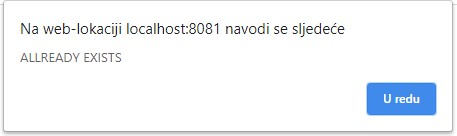 Na web-lokaciji localhost:8081 navodi se sljedeće
ALLREADY EXISTS
U redu